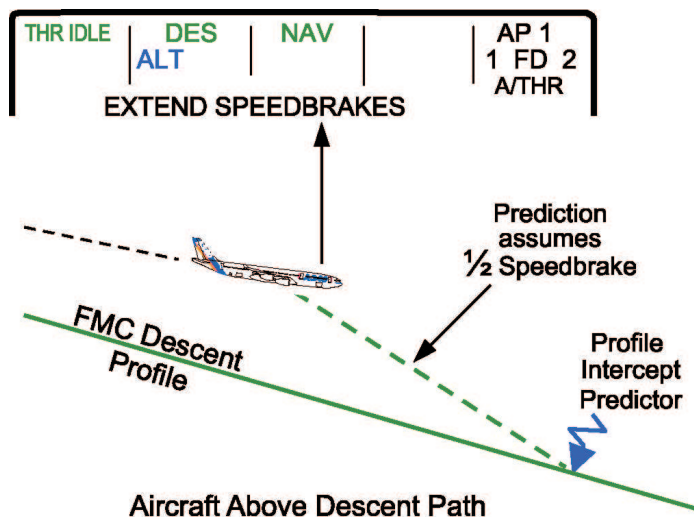 THR IDLE DES NAV AP 1
ALT 1 FD 2
A/THR
EXTEND SPEEDBRAKES
Prediction
assumes
½ Speedbrake
FMC Descent
Profile
Profile
Intercept
Predictor
Aircraft Above Descent Path